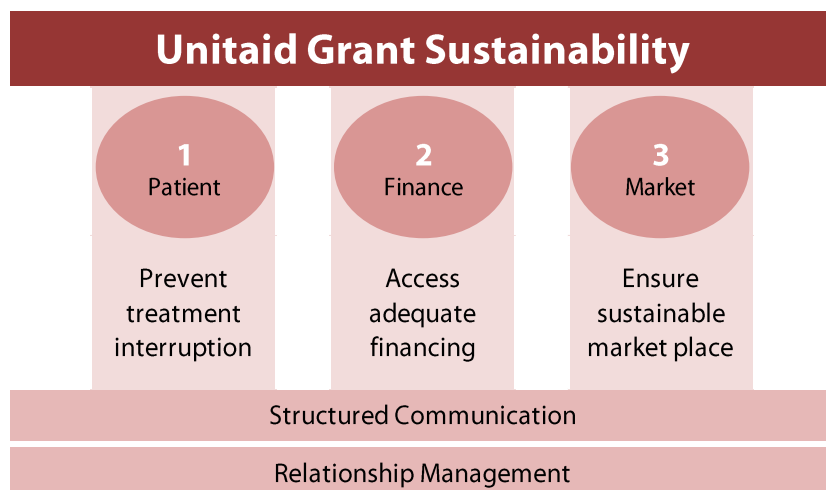 Unitaid Grant Sustainability
1
Patient
2
Finance
3
Market
Prevent
treatment
interruption
Access
adequate
financing
Ensure
sustainable
market place
Structured Communication
Relationship Management